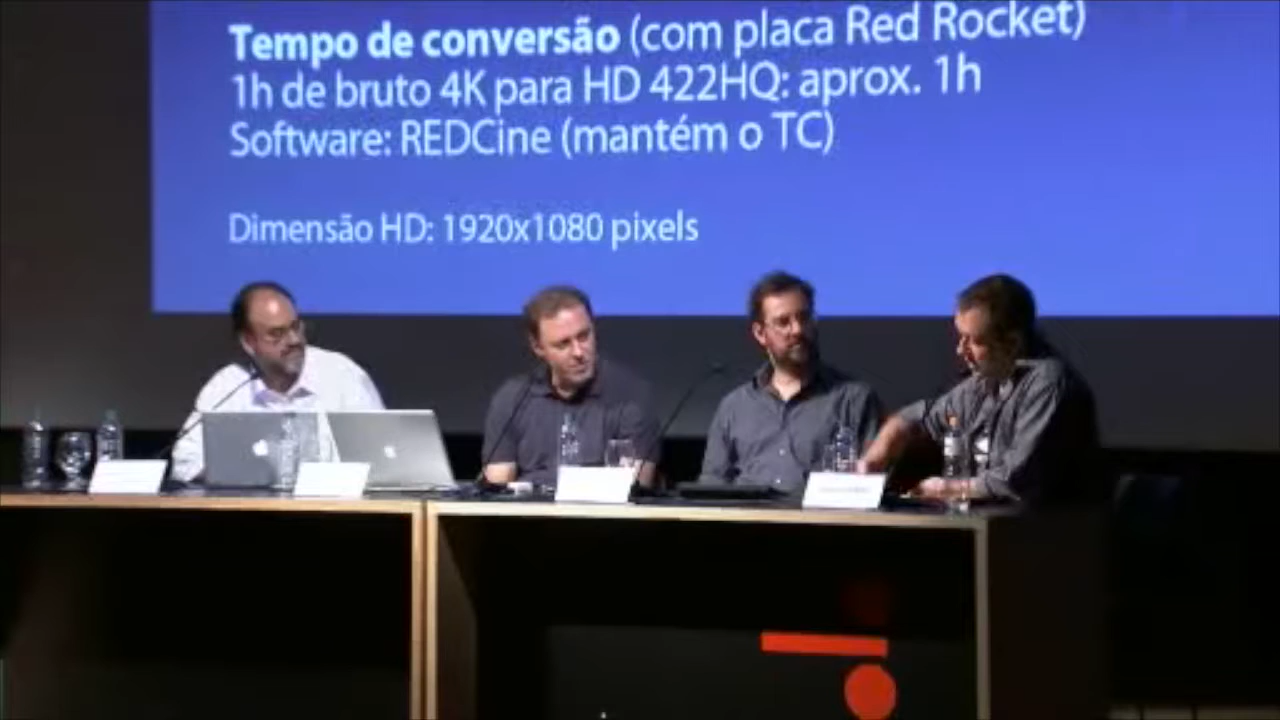 Tempo de conversão (com placa Red Rocket)
1h de bruto 4K para HD 422HQ: aprox. 1h
Software: REDCine (mantém o TC)
Dimensão HD: 1920x1080 pixels